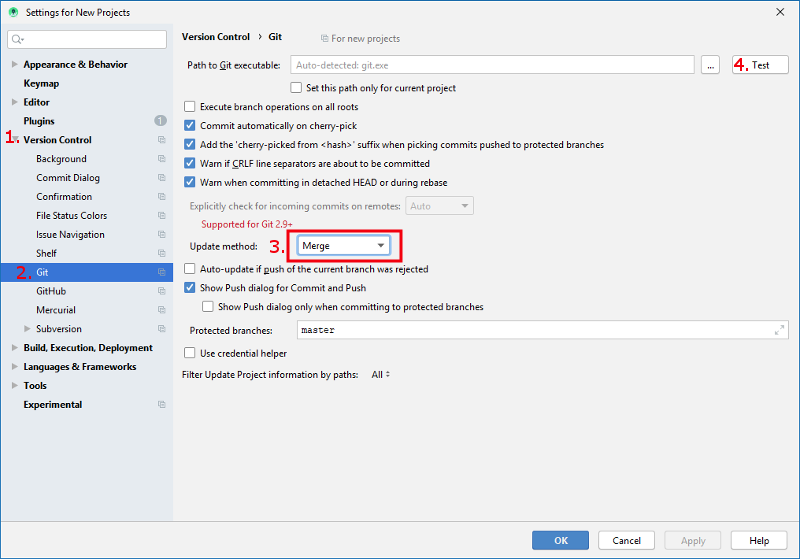 Settings for New Projects
Appearance & Behavior
Keymap
Editor
Plugins 1
1. Version Control
Background
Commit Dialog
Confirmation
File Status Colors
Issue Navigation
Shelf
2. Git
GitHub
Mercurial
Subversion
Build, Execution, Deployment
Languages & Frameworks
Tools
Experimental
Version Control › Git For new projects
Path to Git executable: Auto-detected: git.exe ... 4. Test
Set this path only for current project
Execute branch operations on all roots
Commit automatically on cherry-pick
Add the 'cherry-picked from <hash>' suffix when picking commits pushed to protected branches
Warn if CRLF line separators are about to be committed
Warn when committing in detached HEAD or during rebase
Explicitly check for incoming commits on remotes: Auto
Supported for Git 2.9+
Update method: 3. Merge
Auto-update if push of the current branch was rejected
Show Push dialog for Commit and Push
Show Push dialog only when committing to protected branches
Protected branches: master
Use credential helper
Filter Update Project information by paths: All
OK Cancel Apply Help